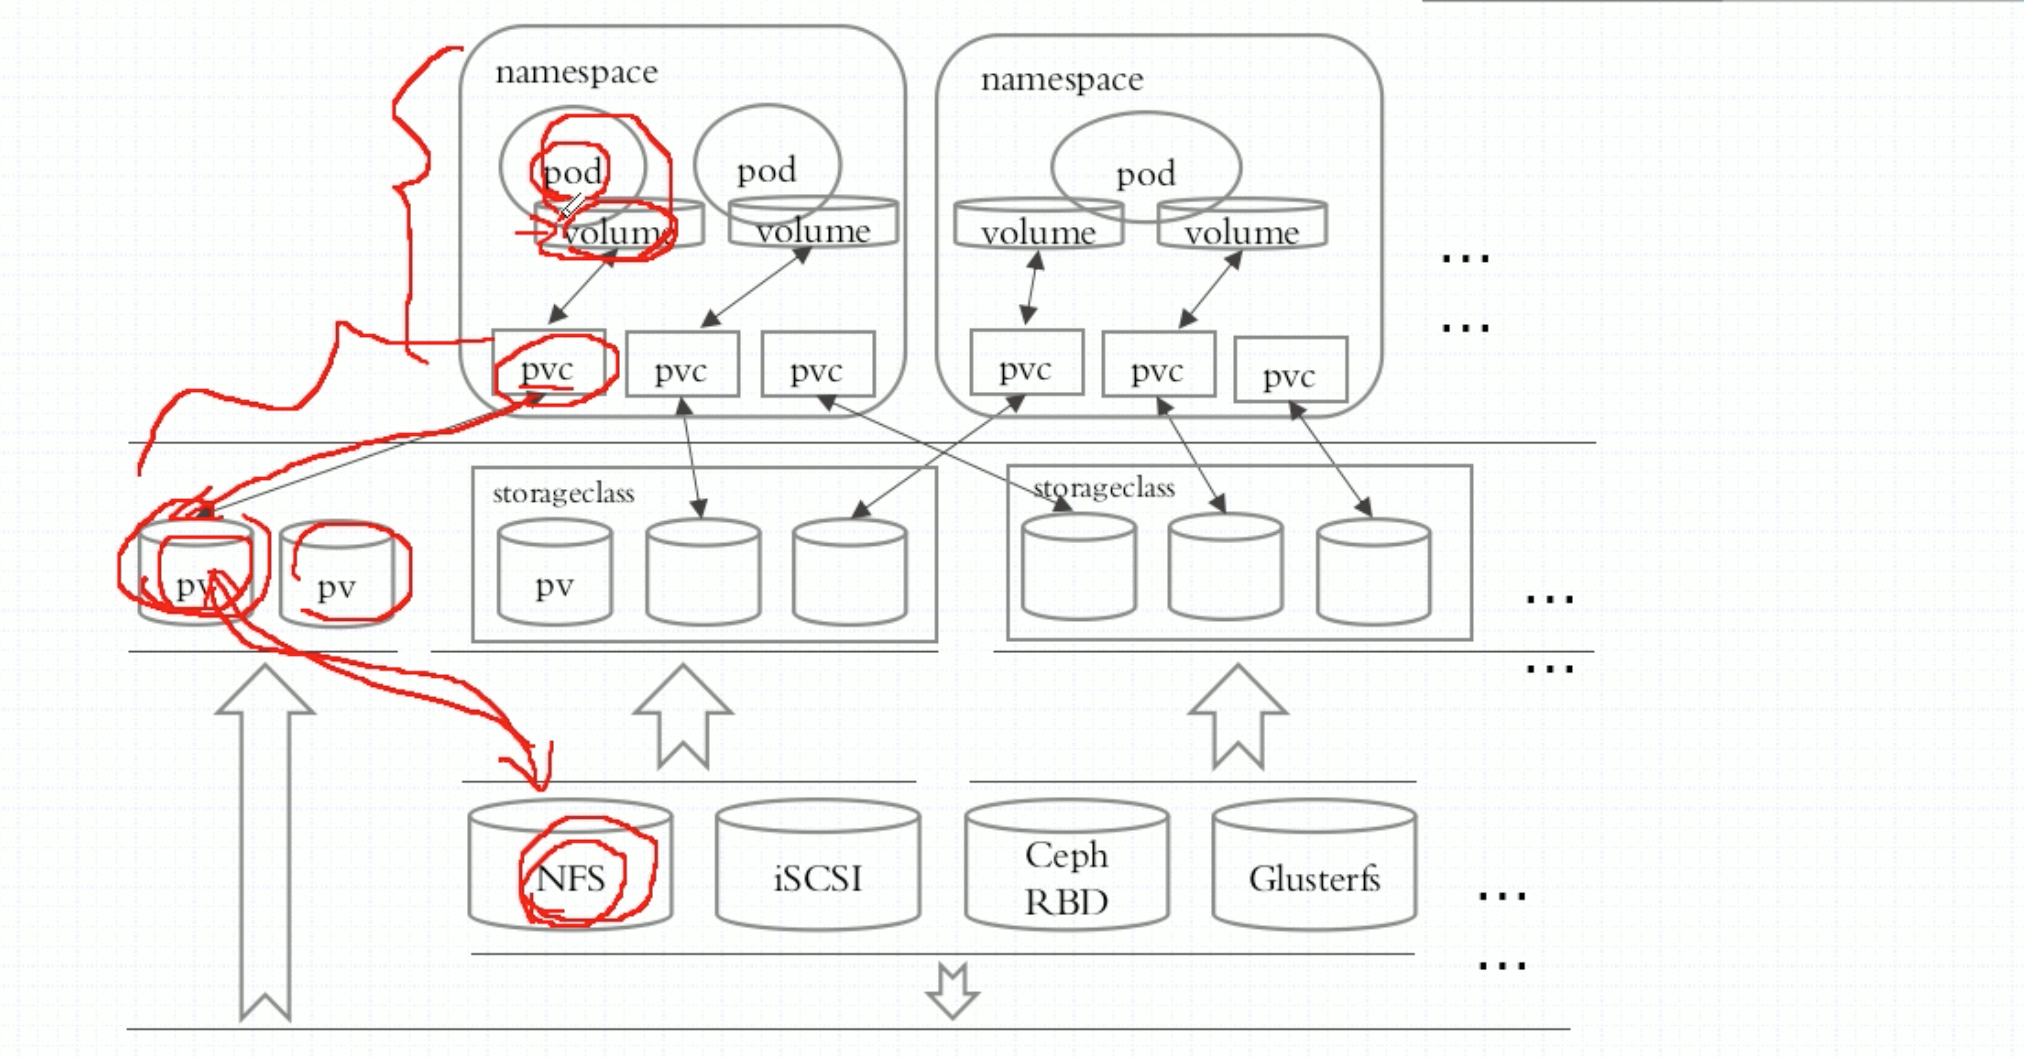 namespace
namespace
pod
pod
pod
volume
volume
volume
volume
...
...
pvc
pvc
pvc
pvc
pvc
pvc
storageclass
storageclass
pv
pv
pv
...
...
NFS
iSCSI
Ceph
RBD
Glusterfs
...
...